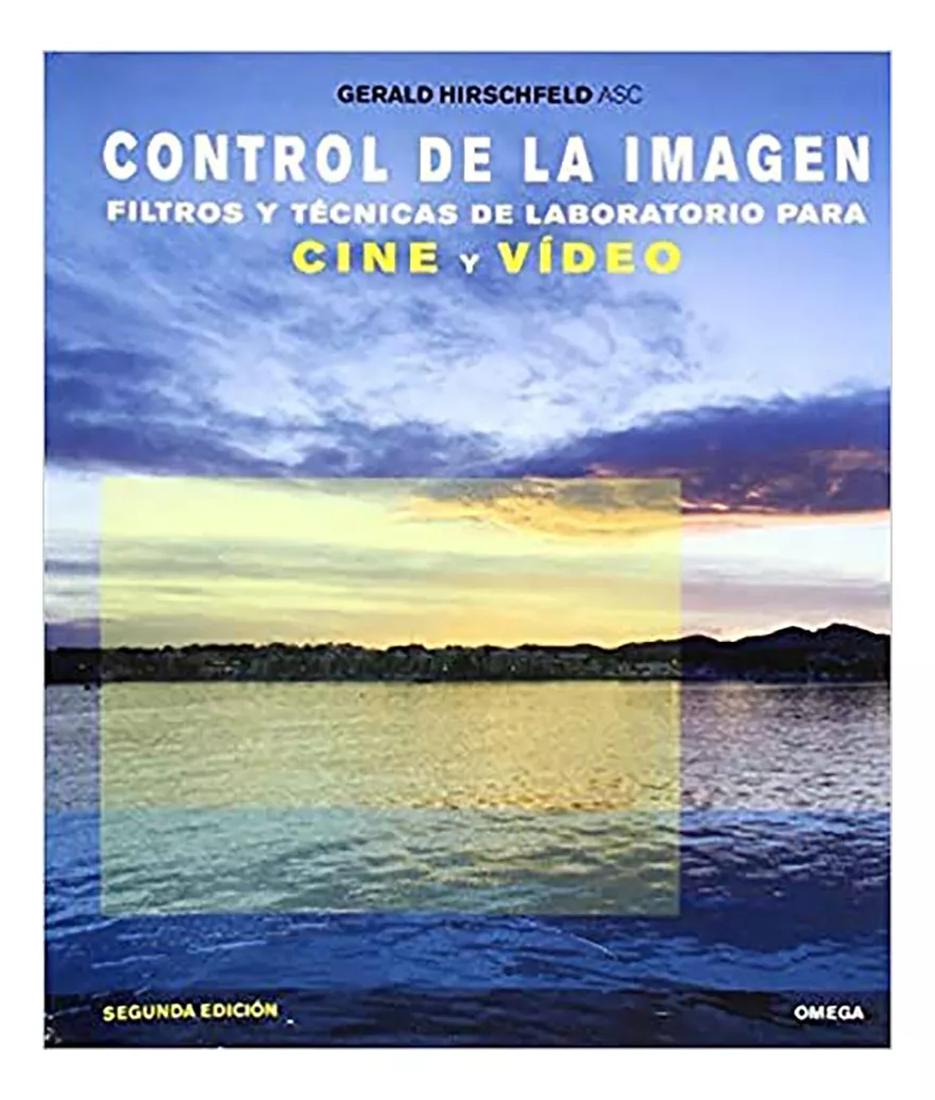 GERALD HIRSCHFELD ASC
CONTROL DE LA IMAGEN
FILTROS Y TÉCNICAS DE LABORATORIO PARA
CINE Y VÍDEO
SEGUNDA EDICIÓN
OMEGA